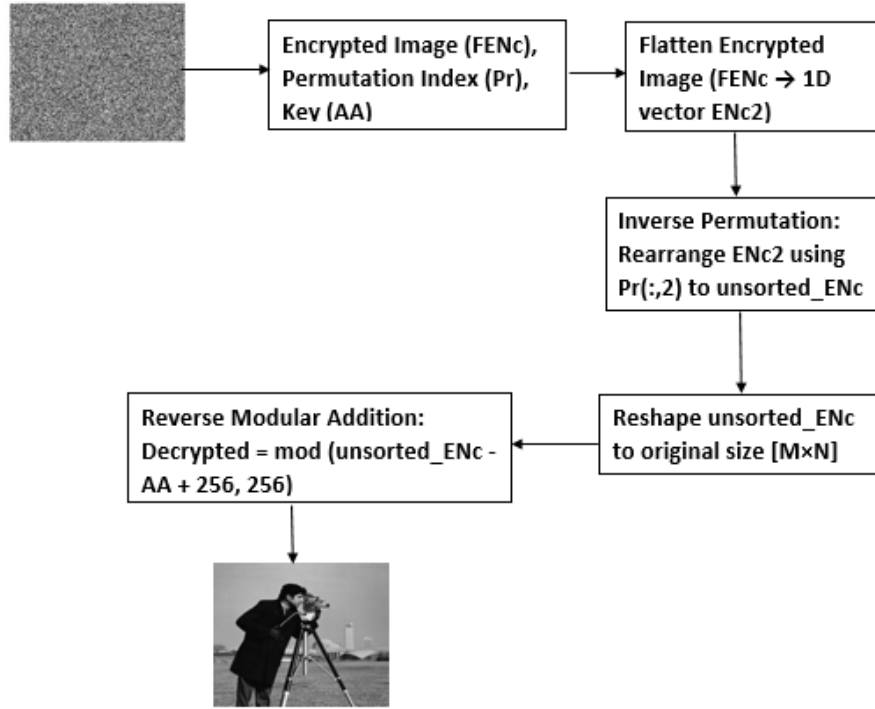 Encrypted Image (FENc),
Permutation Index (Pr),
Key (AA)
Flatten Encrypted
Image (FENc → 1D
vector ENc2)
Inverse Permutation:
Rearrange ENc2 using
Pr(:,2) to unsorted_ENc
Reshape unsorted_ENc
to original size [M×N]
Reverse Modular Addition:
Decrypted = mod (unsorted_ENc -
AA + 256, 256)